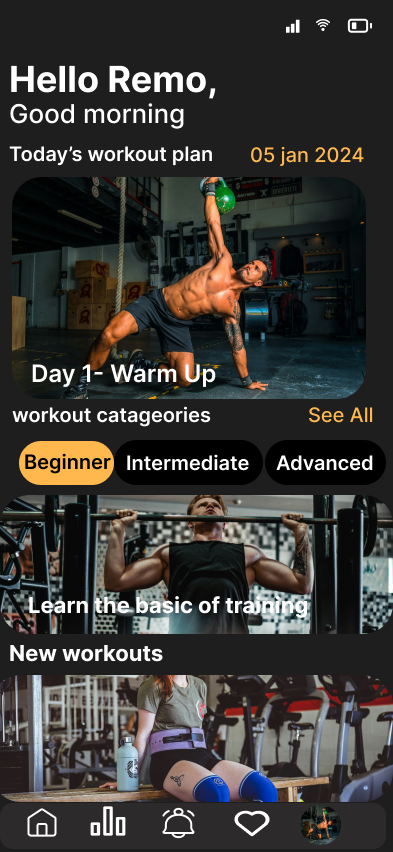 Hello Remo,
Good morning
Today’s workout plan 05 jan 2024
Day 1- Warm Up
workout catageories See All
Beginner Intermediate Advanced
Learn the basic of training
New workouts